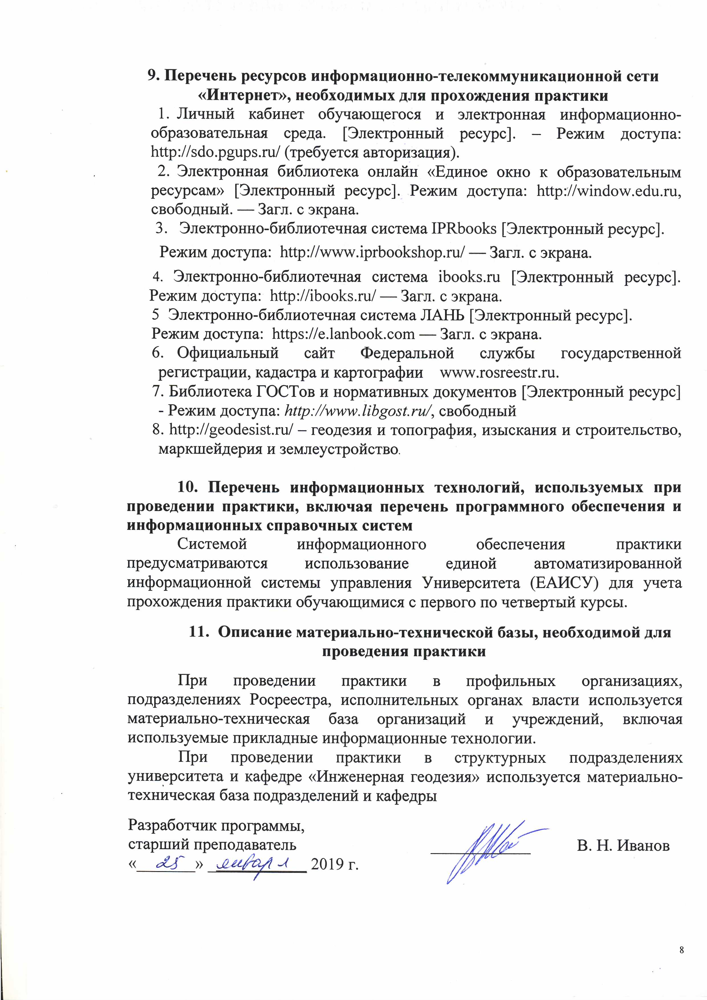 9. Перечень ресурсов информационно-телекоммуникационной сети
«Интернет», необходимых для прохождения практики
1. Личный кабинет обучающегося и электронная информационно-
образовательная среда. [Электронный ресурс]. – Режим доступа:
http://sdo.pgups.ru/ (требуется авторизация).
2. Электронная библиотека онлайн «Единое окно к образовательным
ресурсам» [Электронный ресурс]. Режим доступа: http://window.edu.ru,
свободный. — Загл. с экрана.
3. Электронно-библиотечная система IPRbooks [Электронный ресурс].
Режим доступа: http://www.iprbookshop.ru/ — Загл. с экрана.
4. Электронно-библиотечная система ibooks.ru [Электронный ресурс].
Режим доступа: http://ibooks.ru/ — Загл. с экрана.
5 Электронно-библиотечная система ЛАНЬ [Электронный ресурс].
Режим доступа: https://e.lanbook.com — Загл. с экрана.
6. Официальный сайт Федеральной службы государственной
регистрации, кадастра и картографии www.rosreestr.ru.
7. Библиотека ГОСТов и нормативных документов [Электронный ресурс]
- Режим доступа: http://www.libgost.ru/, свободный
8. http://geodesist.ru/ – геодезия и топография, изыскания и строительство,
маркшейдерия и землеустройство.
10. Перечень информационных технологий, используемых при
проведении практики, включая перечень программного обеспечения и
информационных справочных систем
Системой информационного обеспечения практики
предусматриваются использование единой автоматизированной
информационной системы управления Университета (ЕАИСУ) для учета
прохождения практики обучающимися с первого по четвертый курсы.
11. Описание материально-технической базы, необходимой для
проведения практики
При проведении практики в профильных организациях,
подразделениях Росреестра, исполнительных органах власти используется
материально-техническая база организаций и учреждений, включая
используемые прикладные информационные технологии.
При проведении практики в структурных подразделениях
университета и кафедре «Инженерная геодезия» используется материально-
техническая база подразделений и кафедры
Разработчик программы,
старший преподаватель В. Н. Иванов
«25» января 2019 г.
8